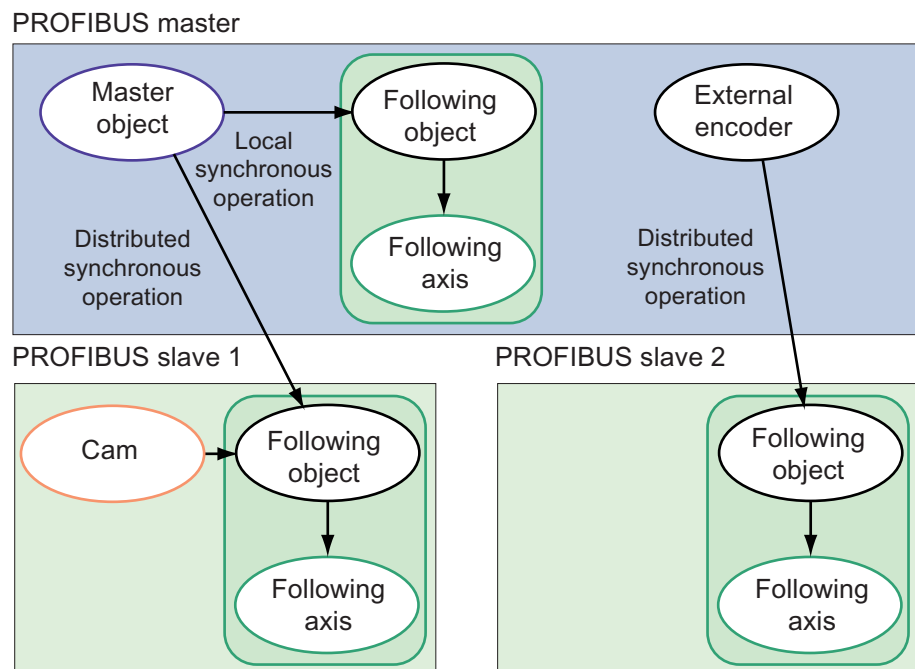 PROFIBUS master
Master
object
Following
object
External
encoder
Local
synchronous
operation
Distributed
synchronous
operation
Following
axis
Distributed
synchronous
operation
PROFIBUS slave 1
PROFIBUS slave 2
Cam
Following
object
Following
object
Following
axis
Following
axis